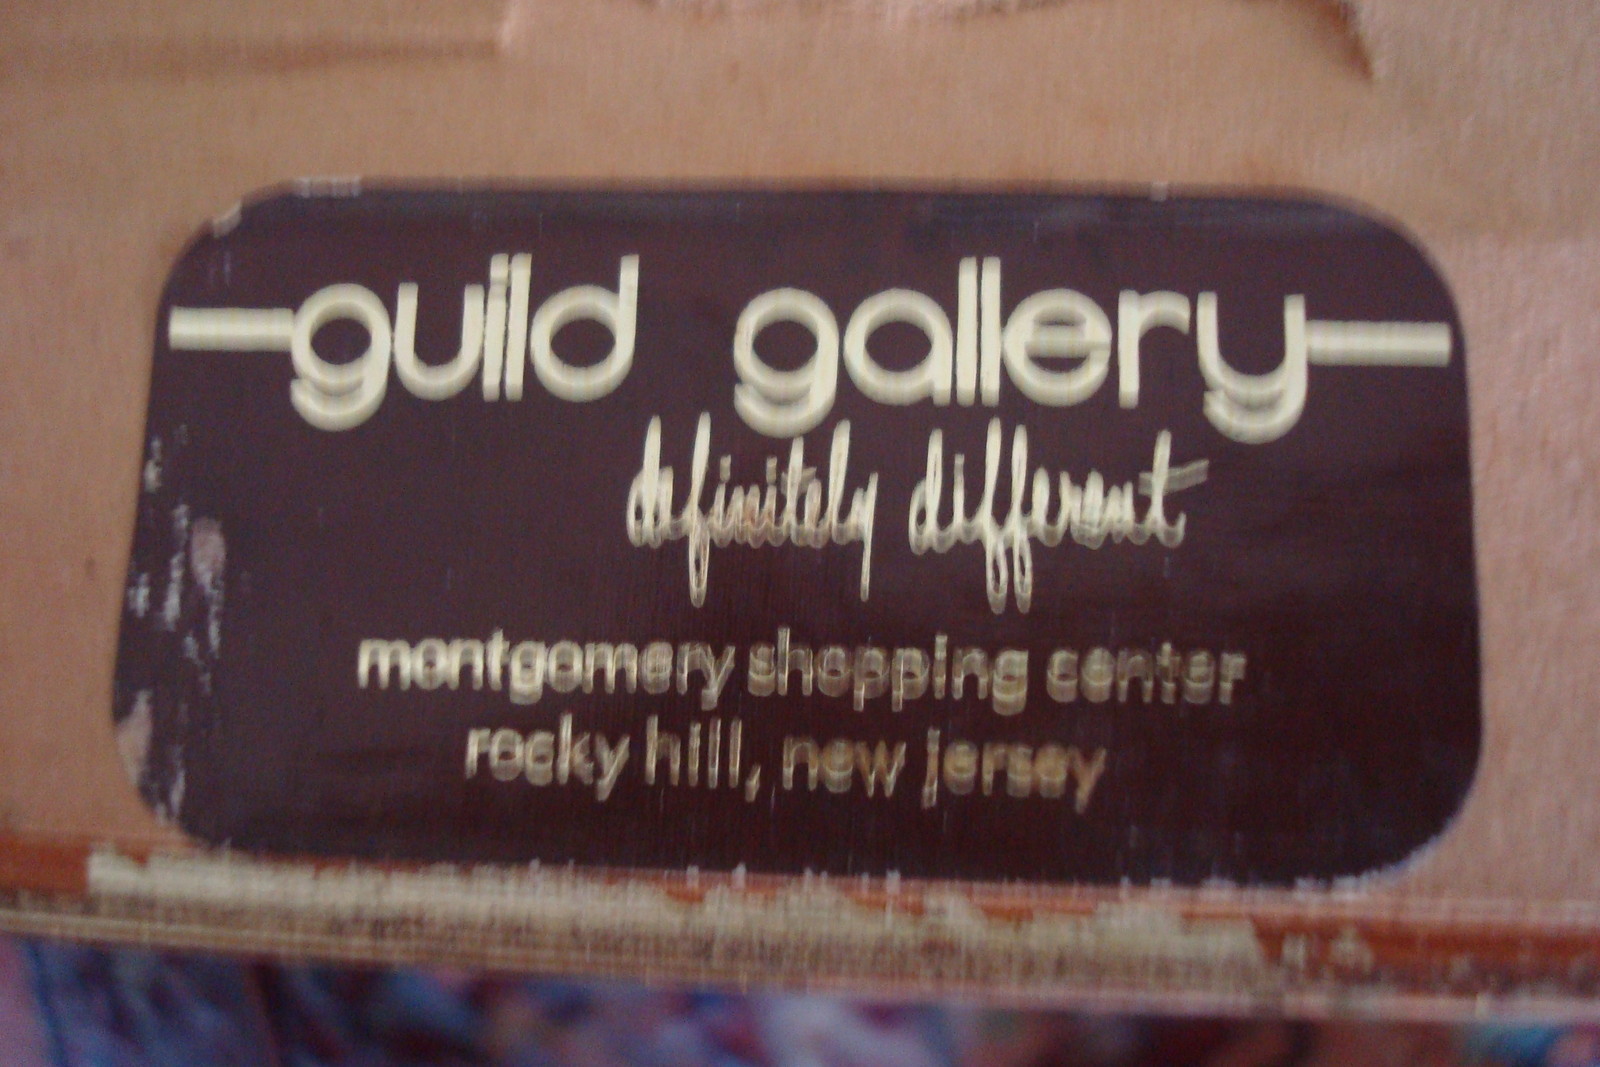 guild gallery
definitely different
montgomery shopping center
rocky hill, new jersey